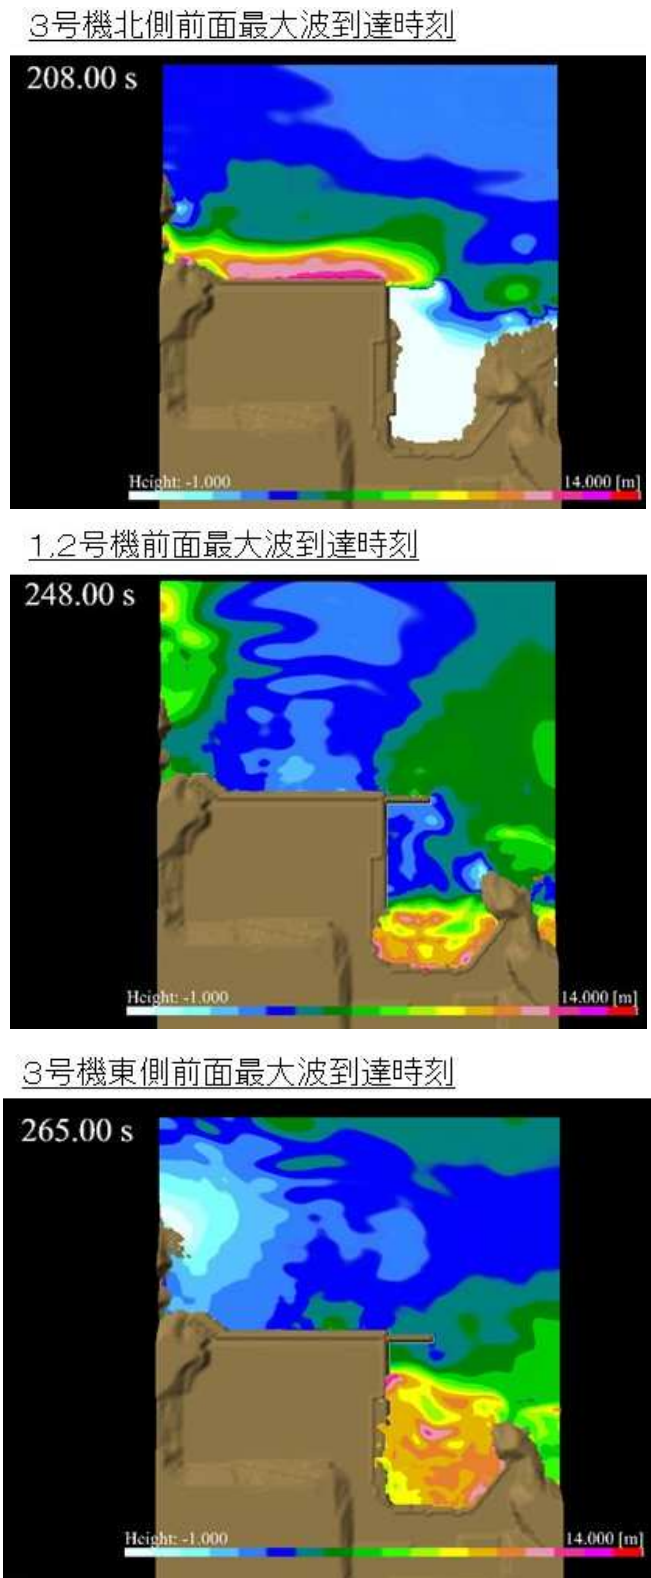 3号機北側前面最大波到達時刻
208.00 s
Height: -1.000 14.000 [m]
1,2号機前面最大波到達時刻
248.00 s
Height: -1.000 14.000 [m]
3号機東側前面最大波到達時刻
265.00 s
Height: -1.000 14.000 [m]